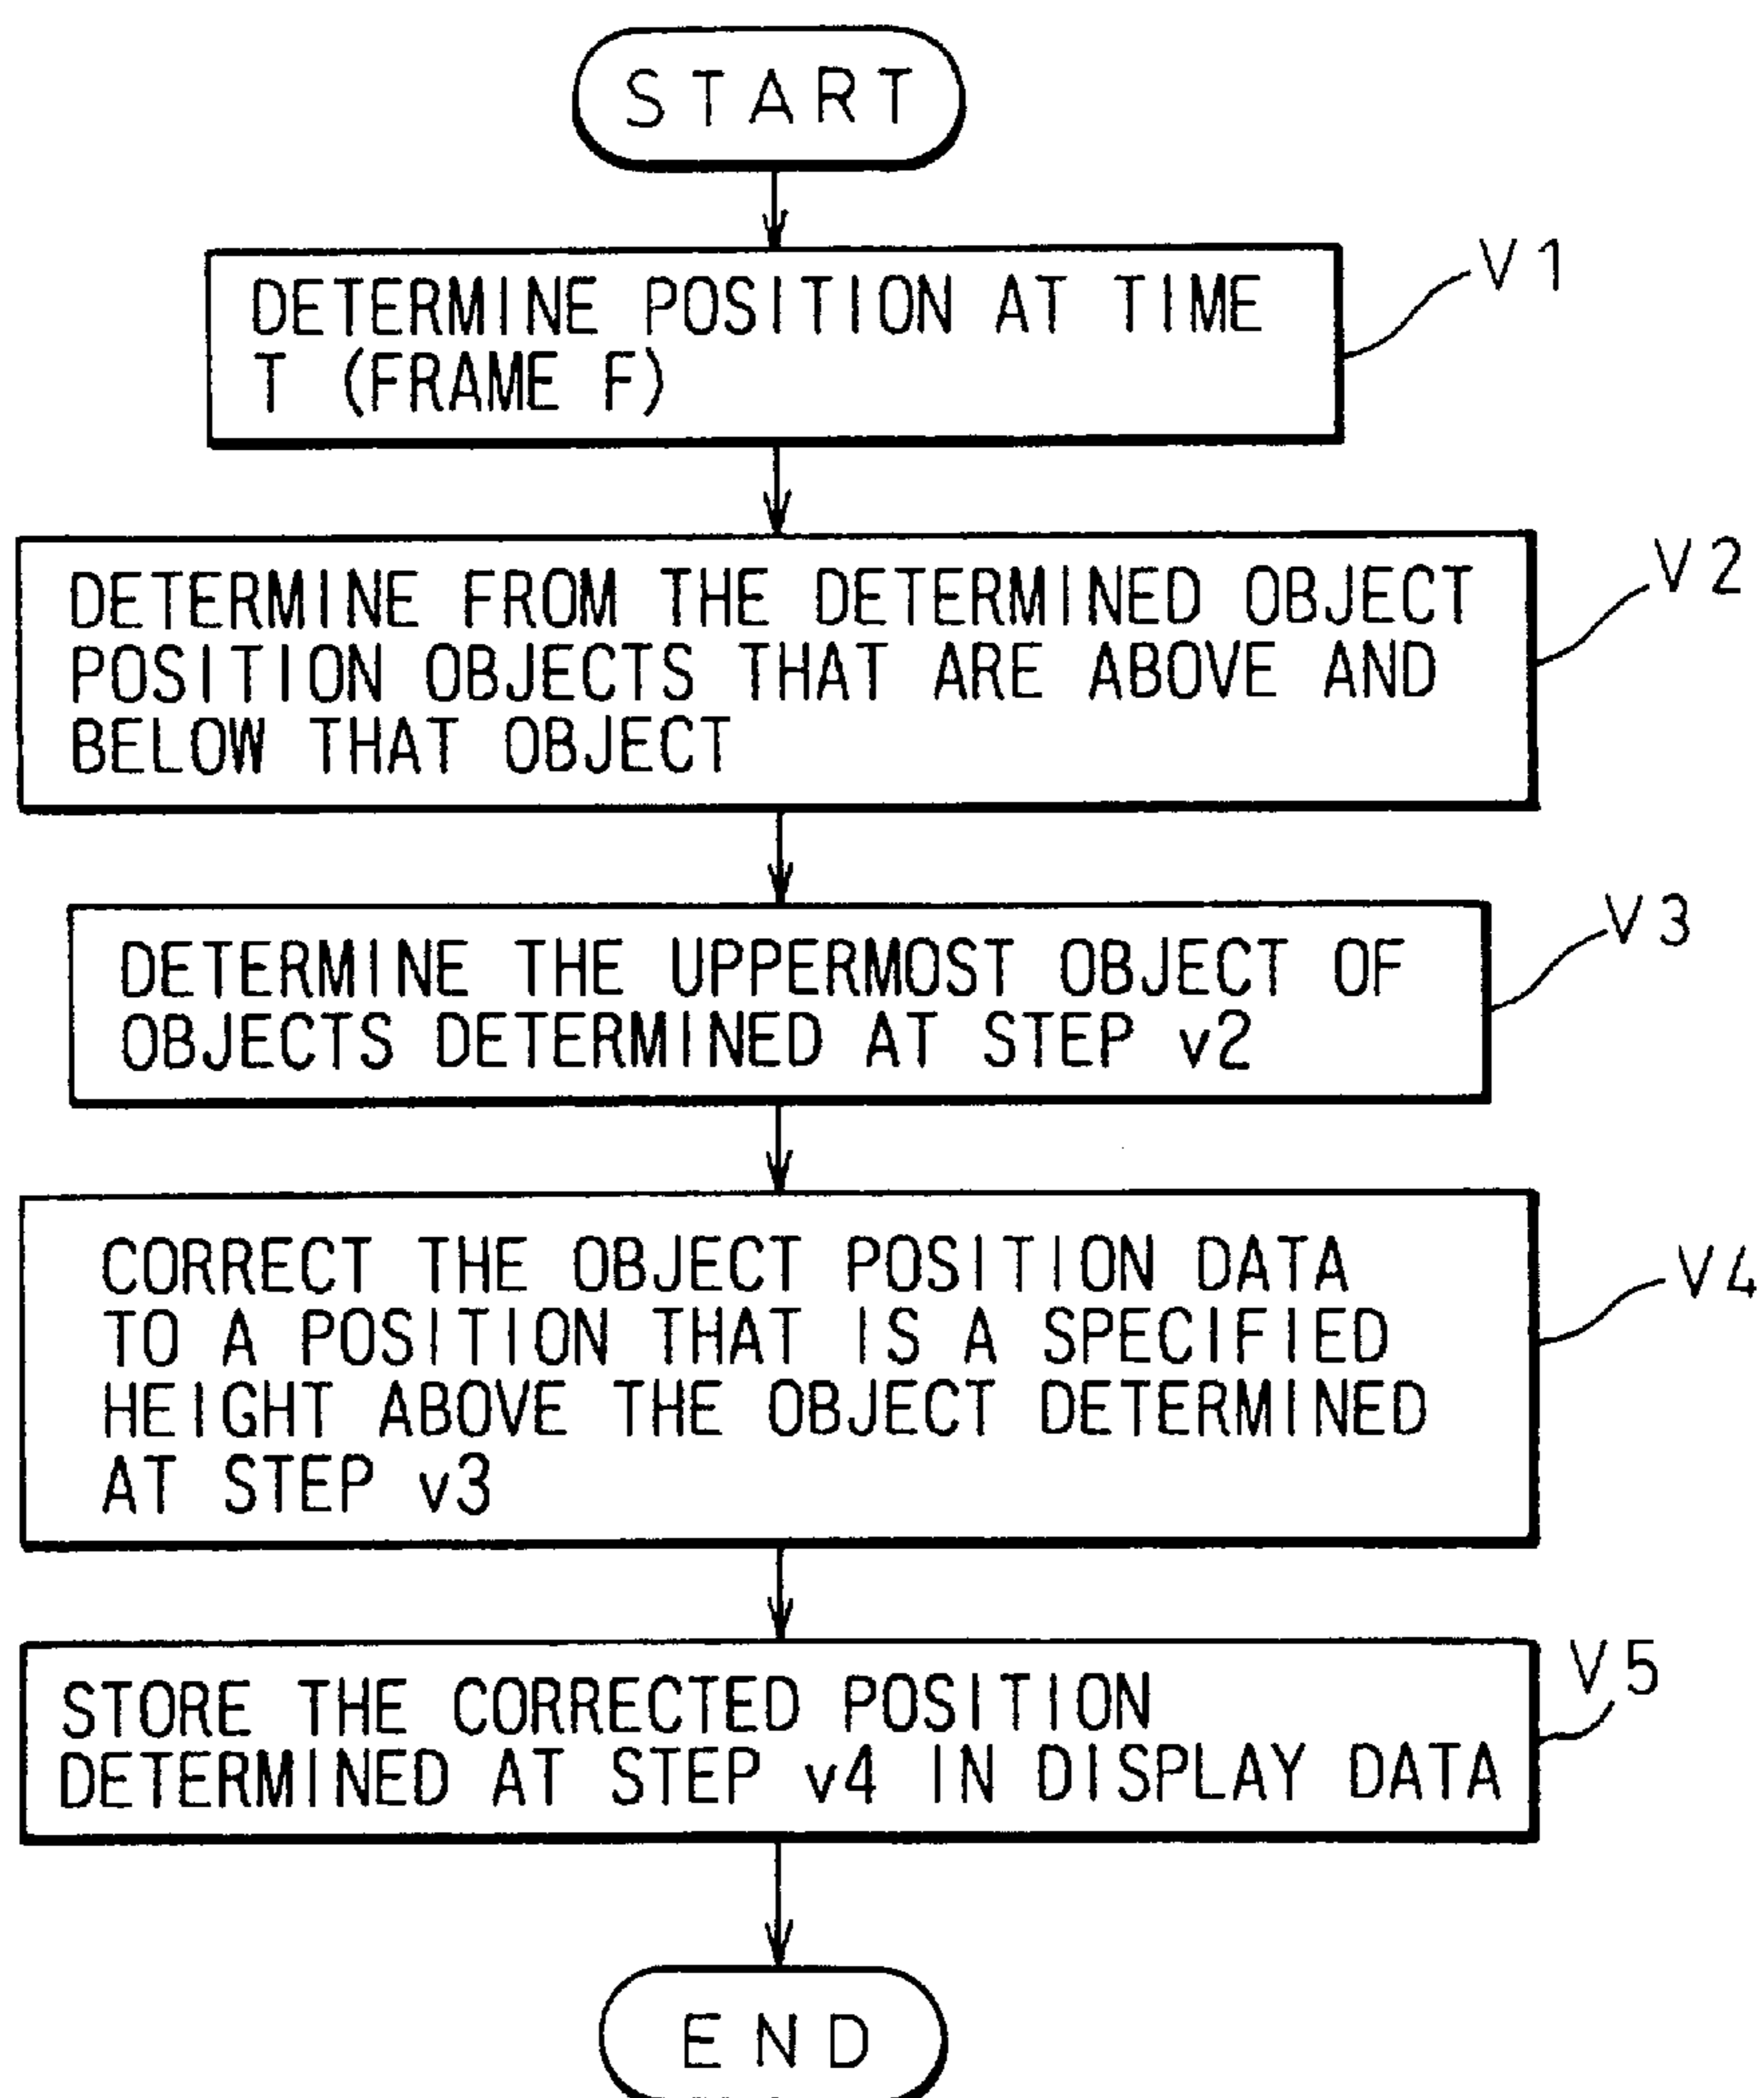 START
V1
DETERMINE POSITION AT TIME
T (FRAME F)
V2
DETERMINE FROM THE DETERMINED OBJECT
POSITION OBJECTS THAT ARE ABOVE AND
BELOW THAT OBJECT
V3
DETERMINE THE UPPERMOST OBJECT OF
OBJECTS DETERMINED AT STEP v2
V4
CORRECT THE OBJECT POSITION DATA
TO A POSITION THAT IS A SPECIFIED
HEIGHT ABOVE THE OBJECT DETERMINED
AT STEP v3
V5
STORE THE CORRECTED POSITION
DETERMINED AT STEP v4 IN DISPLAY DATA
END